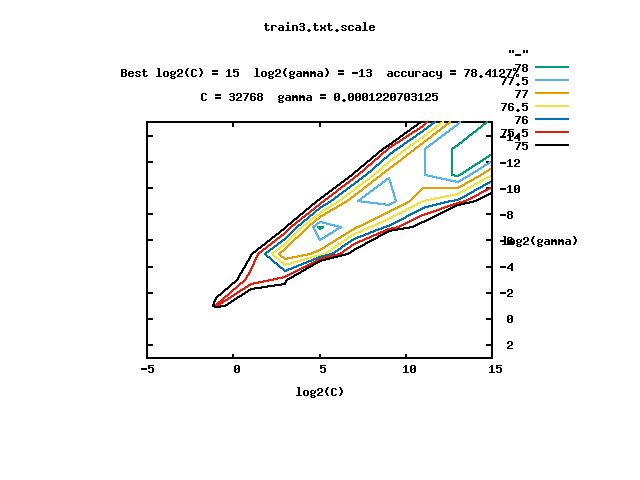 train3.txt.scale
"-"
78
Best log2(C) = 15  log2(gamma) = -13  accuracy = 78.4127%
77.5
77
C = 32768  gamma = 0.0001220703125
76.5
76
75.5
-14
75
-12
-10
-8
-6
log2(gamma)
-4
-2
0
2
-5 0 5 10 15
log2(C)